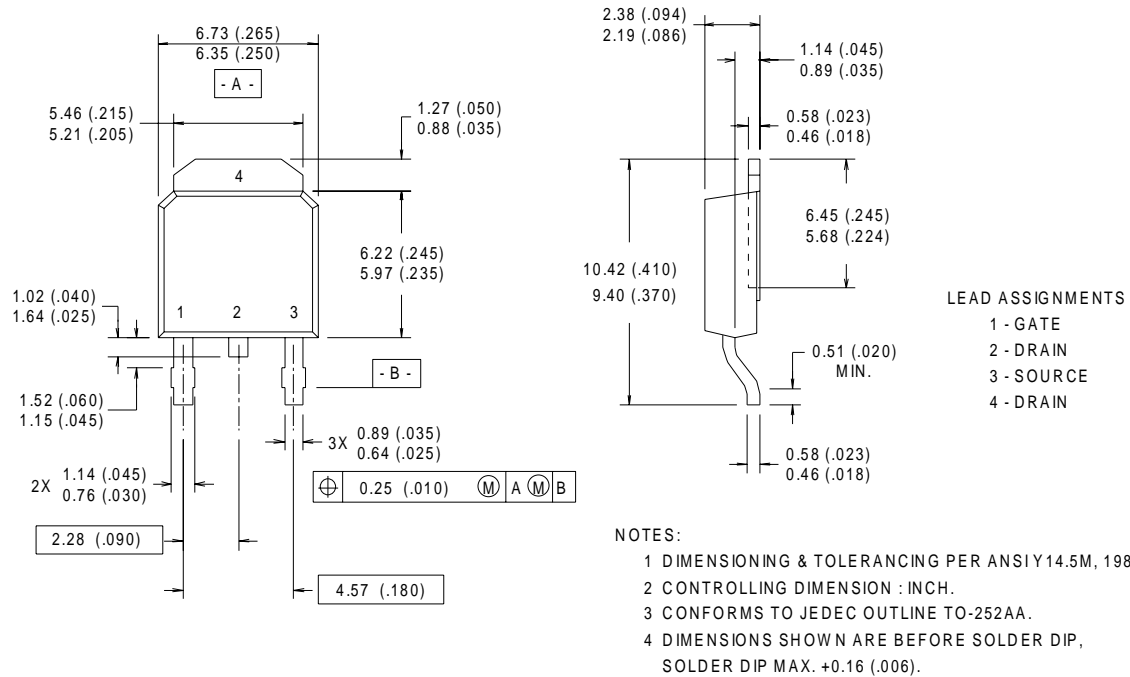 6.73 (.265)
6.35 (.250)
- A -
5.46 (.215)
5.21 (.205)
1.27 (.050)
0.88 (.035)
4
6.22 (.245)
5.97 (.235)
1.02 (.040)
1.64 (.025)
1 2 3
- B -
1.52 (.060)
1.15 (.045)
3X 0.89 (.035)
0.64 (.025)
2X 1.14 (.045)
0.76 (.030)
⌖ 0.25 (.010) Ⓜ A Ⓜ B
2.28 (.090)
4.57 (.180)
2.38 (.094)
2.19 (.086)
1.14 (.045)
0.89 (.035)
0.58 (.023)
0.46 (.018)
6.45 (.245)
5.68 (.224)
10.42 (.410)
9.40 (.370)
0.51 (.020)
MIN.
0.58 (.023)
0.46 (.018)
LEAD ASSIGNMENTS
1 - GATE
2 - DRAIN
3 - SOURCE
4 - DRAIN
NOTES:
1 DIMENSIONING & TOLERANCING PER ANSI Y14.5M, 198
2 CONTROLLING DIMENSION : INCH.
3 CONFORMS TO JEDEC OUTLINE TO-252AA.
4 DIMENSIONS SHOWN ARE BEFORE SOLDER DIP,
SOLDER DIP MAX. +0.16 (.006).